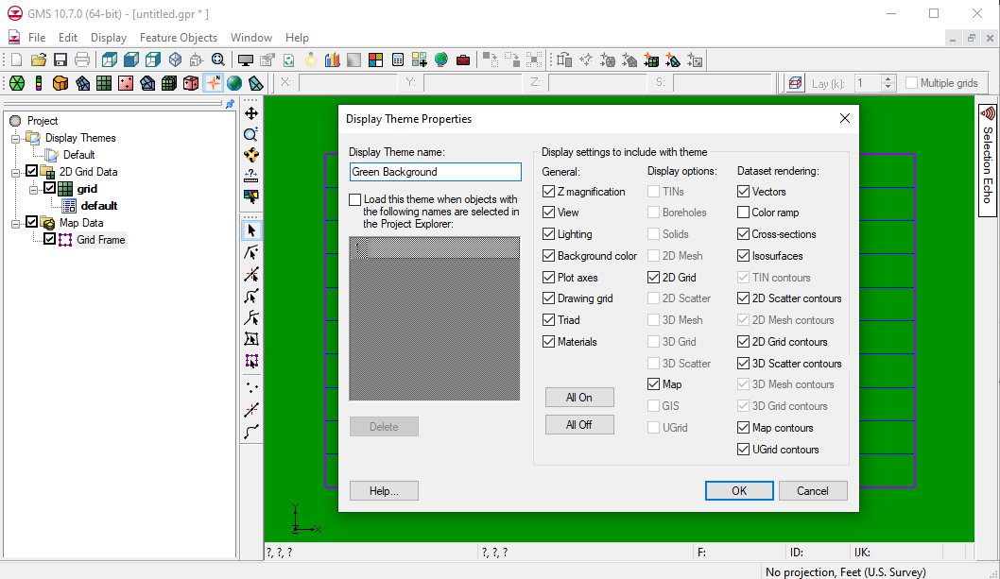 GMS 10.7.0 (64-bit) - [untitled.gpr * ]
File Edit Display Feature Objects Window Help
X: Y: Z: S: Lay (k): 1 Multiple grids
Project
Display Themes
Default
2D Grid Data
grid
default
Map Data
Grid Frame
Display Theme Properties
Display Theme name:
Green Background
Load this theme when objects with
the following names are selected in
the Project Explorer:
Delete
Help...
Display settings to include with theme
General:
Z magnification
View
Lighting
Background color
Plot axes
Drawing grid
Triad
Materials
All On
All Off
Display options:
TINs
Boreholes
Solids
2D Mesh
2D Grid
2D Scatter
3D Mesh
3D Grid
3D Scatter
Map
GIS
UGrid
Dataset rendering:
Vectors
Color ramp
Cross-sections
Isosurfaces
TIN contours
2D Scatter contours
2D Mesh contours
2D Grid contours
3D Scatter contours
3D Mesh contours
3D Grid contours
Map contours
UGrid contours
OK
Cancel
Selection Echo
Y
Z X
?, ?, ? ?, ?, ? F: ID: IJK:
No projection, Feet (U.S. Survey)